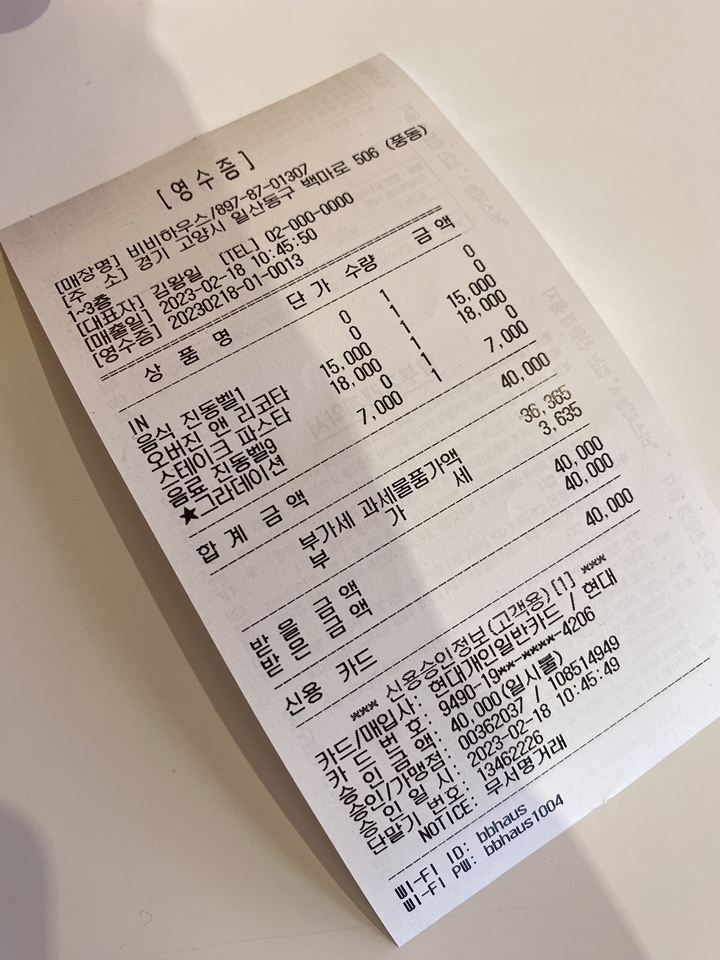 [영수증]
[매장명] 비비하우스/897-87-01307
[주 소] 경기 고양시 일산동구 백마로 506 (풍동)
1~3층
[대표자] 김왕일 [TEL] 02-000-0000
[매출일] 2023-02-18 10:45:50
[영수증] 20230218-01-0013
상 품 명 단 가 수량 금 액
IN 0 1 0
음식 진동벨1 0 1 0
오버진 앤 리코타 15,000 1 15,000
스테이크 파스타 18,000 1 18,000
음료 진동벨9 0 1 0
★그라데이션 7,000 1 7,000
합 계 금 액 40,000
부가세 과세물품가액 36,365
부 가 세 3,635
받 을 금 액 40,000
받 은 금 액 40,000
신용 카드 40,000
*** 신용승인정보(고객용) [1] ***
카드/매입사: 현대개인일반카드 / 현대
카 드 번 호: 9490-19**-****-4206
승 인 금 액: 40,000(일시불)
승인/가맹점: 00362037 / 108514949
승 인 일 시: 2023-02-18 10:45:49
단말기 번호: 13462226
NOTICE: 무서명거래
WI-FI ID: bbhaus
WI-FI PW: bbhaus1004